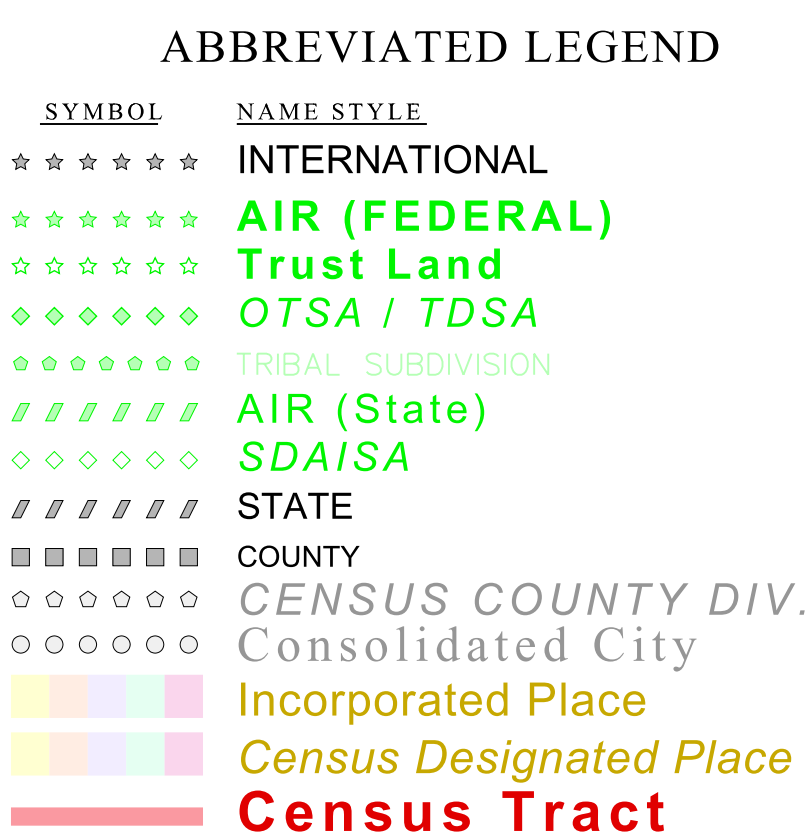 ABBREVIATED LEGEND
SYMBOL NAME STYLE
INTERNATIONAL
AIR (FEDERAL)
Trust Land
OTSA / TDSA
TRIBAL SUBDIVISION
AIR (State)
SDAISA
STATE
COUNTY
CENSUS COUNTY DIV.
Consolidated City
Incorporated Place
Census Designated Place
Census Tract